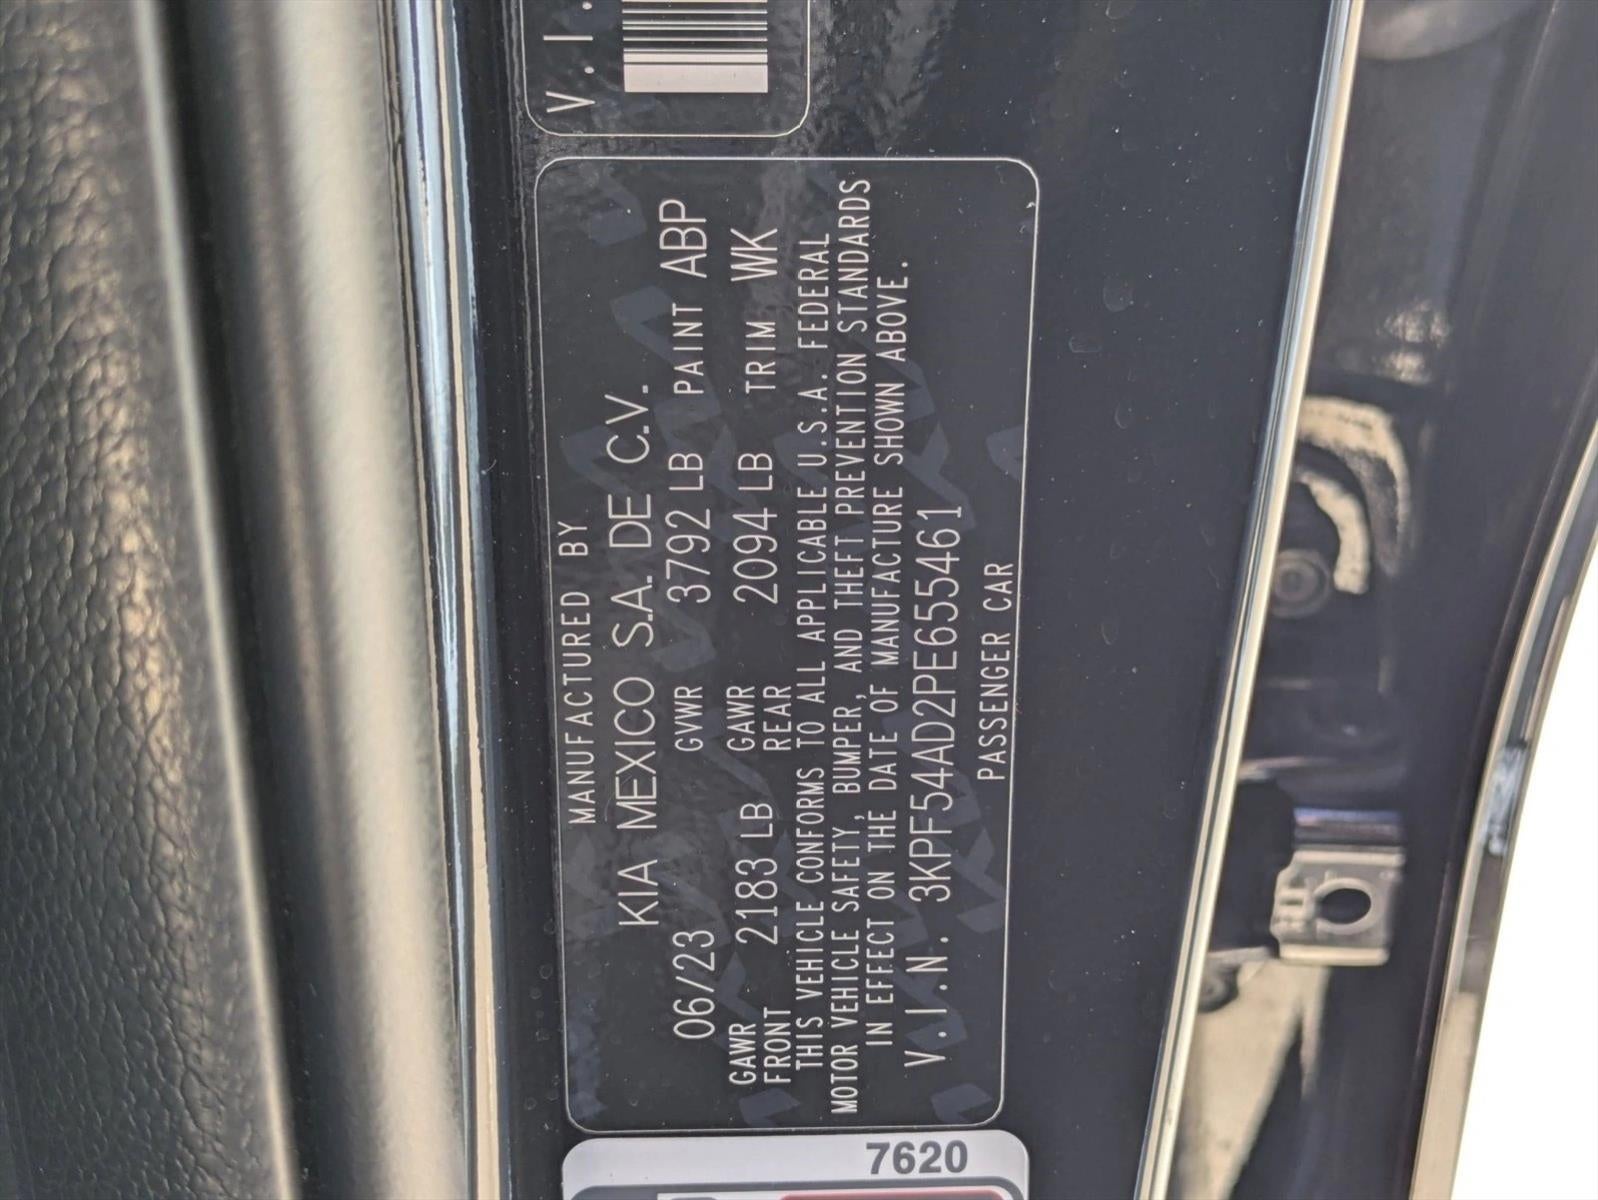 V.I.
MANUFACTURED BY
KIA MEXICO S.A. DE C.V.
06/23 GVWR 3792 LB PAINT ABP
GAWR FRONT 2183 LB GAWR REAR 2094 LB TRIM WK
THIS VEHICLE CONFORMS TO ALL APPLICABLE U.S.A. FEDERAL
MOTOR VEHICLE SAFETY, BUMPER, AND THEFT PREVENTION STANDARDS
IN EFFECT ON THE DATE OF MANUFACTURE SHOWN ABOVE.
V.I.N. 3KPF54AD2PE655461
PASSENGER CAR
7620